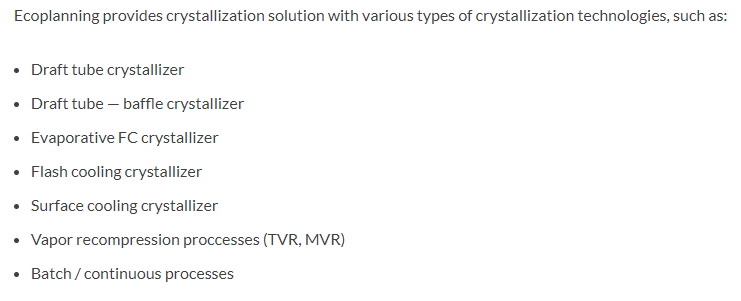 Ecoplanning provides crystallization solution with various types of crystallization technologies, such as:
• Draft tube crystallizer
• Draft tube — baffle crystallizer
• Evaporative FC crystallizer
• Flash cooling crystallizer
• Surface cooling crystallizer
• Vapor recompression proccesses (TVR, MVR)
• Batch / continuous processes